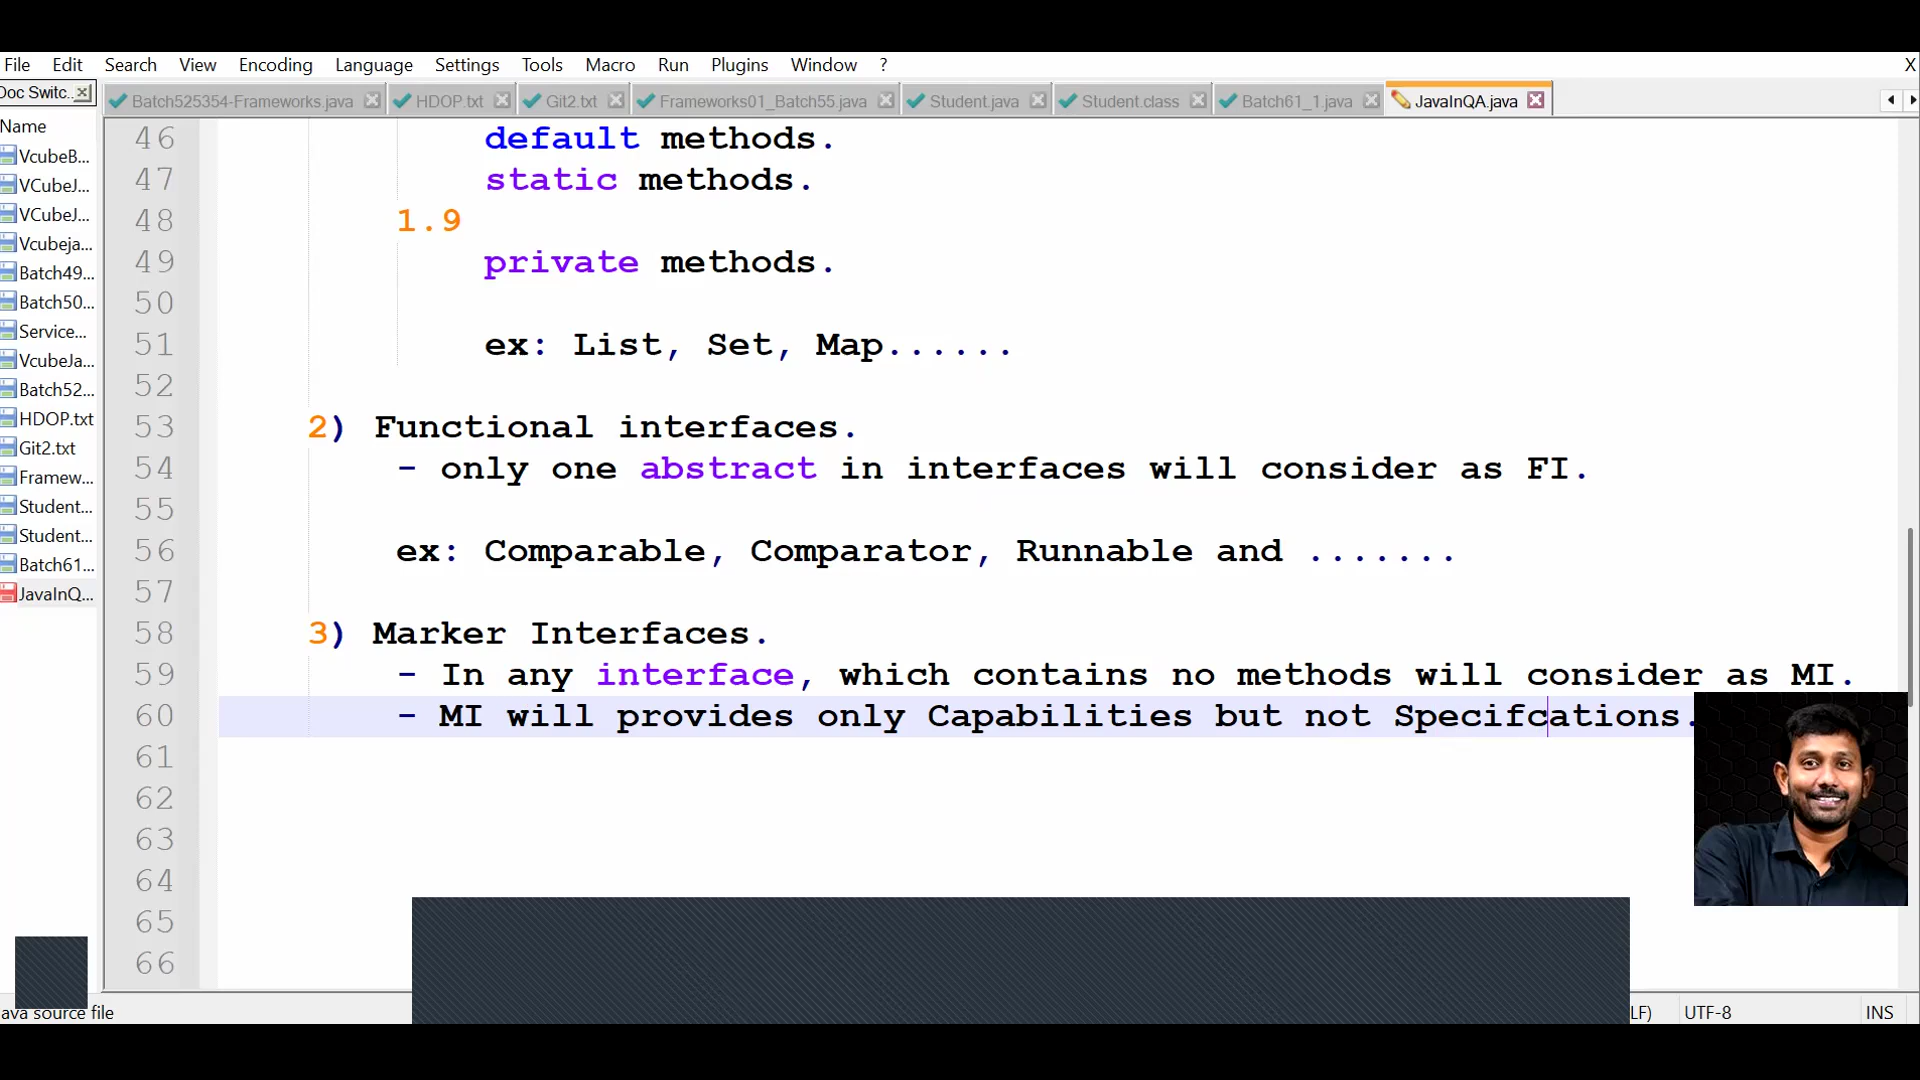 File Edit Search View Encoding Language Settings Tools Macro Run Plugins Window ? X
Doc Switc..
Batch525354-Frameworks.java HDOP.txt Git2.txt Frameworks01_Batch55.java Student.java Student.class Batch61_1.java JavaInQA.java
Name
VcubeB...
VCubeJ...
VCubeJ...
Vcubeja...
Batch49...
Batch50...
Service...
VcubeJa...
Batch52...
HDOP.txt
Git2.txt
Framew...
Student...
Student...
Batch61...
JavaInQ...
46 default methods.
47 static methods.
48 1.9
49 private methods.
50
51 ex: List, Set, Map......
52
53 2) Functional interfaces.
54 - only one abstract in interfaces will consider as FI.
55
56 ex: Comparable, Comparator, Runnable and .......
57
58 3) Marker Interfaces.
59 - In any interface, which contains no methods will consider as MI.
60 - MI will provides only Capabilities but not Specifcations.
61
62
63
64
65
66
ava source file LF) UTF-8 INS